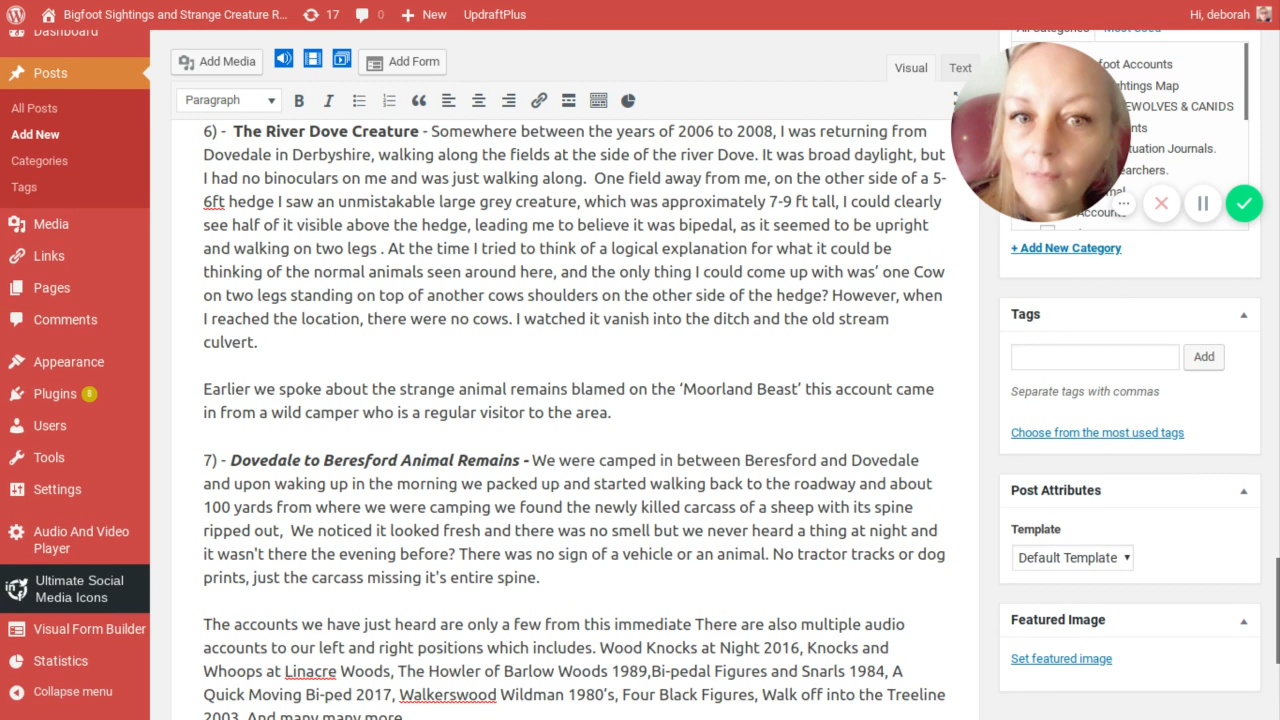 Bigfoot Sightings and Strange Creature R...
17
0
New
UpdraftPlus
Hi, deborah
Dashboard
Posts
All Posts
Add New
Categories
Tags
Media
Links
Pages
Comments
Appearance
Plugins 8
Users
Tools
Settings
Audio And Video
Player
Ultimate Social
Media Icons
Visual Form Builder
Statistics
Collapse menu
Add Media
Add Form
Visual
Text
Paragraph
B I
6) - The River Dove Creature - Somewhere between the years of 2006 to 2008, I was returning from
Dovedale in Derbyshire, walking along the fields at the side of the river Dove. It was broad daylight, but
I had no binoculars on me and was just walking along. One field away from me, on the other side of a 5-
6ft hedge I saw an unmistakable large grey creature, which was approximately 7-9 ft tall, I could clearly
see half of it visible above the hedge, leading me to believe it was bipedal, as it seemed to be upright
and walking on two legs . At the time I tried to think of a logical explanation for what it could be
thinking of the normal animals seen around here, and the only thing I could come up with was’ one Cow
on two legs standing on top of another cows shoulders on the other side of the hedge? However, when
I reached the location, there were no cows. I watched it vanish into the ditch and the old stream
culvert.
Earlier we spoke about the strange animal remains blamed on the ‘Moorland Beast’ this account came
in from a wild camper who is a regular visitor to the area.
7) - Dovedale to Beresford Animal Remains - We were camped in between Beresford and Dovedale
and upon waking up in the morning we packed up and started walking back to the roadway and about
100 yards from where we were camping we found the newly killed carcass of a sheep with its spine
ripped out, We noticed it looked fresh and there was no smell but we never heard a thing at night and
it wasn't there the evening before? There was no sign of a vehicle or an animal. No tractor tracks or dog
prints, just the carcass missing it's entire spine.
The accounts we have just heard are only a few from this immediate There are also multiple audio
accounts to our left and right positions which includes. Wood Knocks at Night 2016, Knocks and
Whoops at Linacre Woods, The Howler of Barlow Woods 1989,Bi-pedal Figures and Snarls 1984, A
Quick Moving Bi-ped 2017, Walkerswood Wildman 1980’s, Four Black Figures, Walk off into the Treeline
2003, And many many more
All Categories
Most Used
foot Accounts
ghtings Map
EWOLVES & CANIDS
nts
tuation Journals.
earchers.
Accounts
+ Add New Category
Tags
Add
Separate tags with commas
Choose from the most used tags
Post Attributes
Template
Default Template
Featured Image
Set featured image